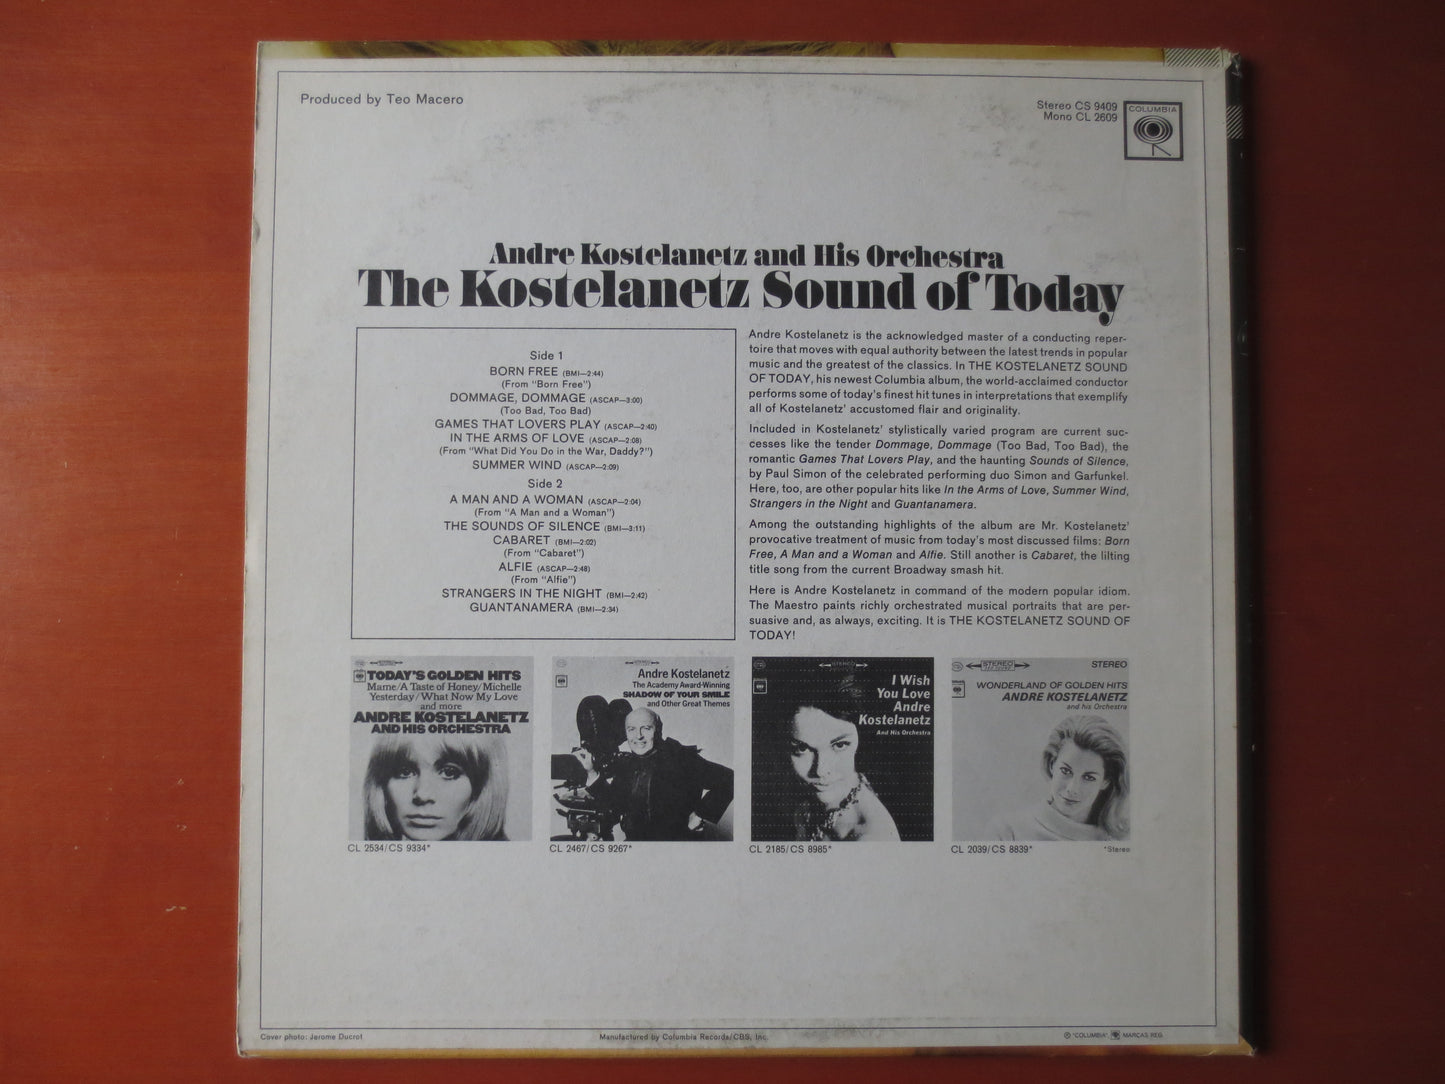 Produced by Teo Macero
Stereo CS 9409
Mono CL 2609
COLUMBIA
Andre Kostelanetz and His Orchestra
The Kostelanetz Sound of Today
Side 1
BORN FREE (BMI—2:44)
(From "Born Free")
DOMMAGE, DOMMAGE (ASCAP—3:00)
(Too Bad, Too Bad)
GAMES THAT LOVERS PLAY (ASCAP—2:40)
IN THE ARMS OF LOVE (ASCAP—2:08)
(From "What Did You Do in the War, Daddy?")
SUMMER WIND (ASCAP—2:09)
Side 2
A MAN AND A WOMAN (ASCAP—2:04)
(From "A Man and a Woman")
THE SOUNDS OF SILENCE (BMI—3:11)
CABARET (BMI—2:02)
(From "Cabaret")
ALFIE (ASCAP—2:48)
(From "Alfie")
STRANGERS IN THE NIGHT (BMI—2:42)
GUANTANAMERA (BMI—2:34)
Andre Kostelanetz is the acknowledged master of a conducting reper-
toire that moves with equal authority between the latest trends in popular
music and the greatest of the classics. In THE KOSTELANETZ SOUND
OF TODAY, his newest Columbia album, the world-acclaimed conductor
performs some of today's finest hit tunes in interpretations that exemplify
all of Kostelanetz' accustomed flair and originality.
Included in Kostelanetz' stylistically varied program are current suc-
cesses like the tender Dommage, Dommage (Too Bad, Too Bad), the
romantic Games That Lovers Play, and the haunting Sounds of Silence,
by Paul Simon of the celebrated performing duo Simon and Garfunkel.
Here, too, are other popular hits like In the Arms of Love, Summer Wind,
Strangers in the Night and Guantanamera.
Among the outstanding highlights of the album are Mr. Kostelanetz'
provocative treatment of music from today's most discussed films: Born
Free, A Man and a Woman and Alfie. Still another is Cabaret, the lilting
title song from the current Broadway smash hit.
Here is Andre Kostelanetz in command of the modern popular idiom.
The Maestro paints richly orchestrated musical portraits that are per-
suasive and, as always, exciting. It is THE KOSTELANETZ SOUND OF
TODAY!
STEREO
TODAY'S GOLDEN HITS
Mame/A Taste of Honey/Michelle
Yesterday/What Now My Love
and more
ANDRE KOSTELANETZ
AND HIS ORCHESTRA
CL 2534/CS 9334*
STEREO
Andre Kostelanetz
The Academy Award-Winning
SHADOW OF YOUR SMILE
and Other Great Themes
CL 2467/CS 9267*
STEREO
I Wish
You Love
Andre
Kostelanetz
And His Orchestra
CL 2185/CS 8985*
STEREO
STEREO
WONDERLAND OF GOLDEN HITS
ANDRE KOSTELANETZ
and his Orchestra
CL 2039/CS 8839*
*Stereo
Cover photo: Jerome Ducrot
Manufactured by Columbia Records/CBS, Inc.
℗ "COLUMBIA", MARCAS REG.